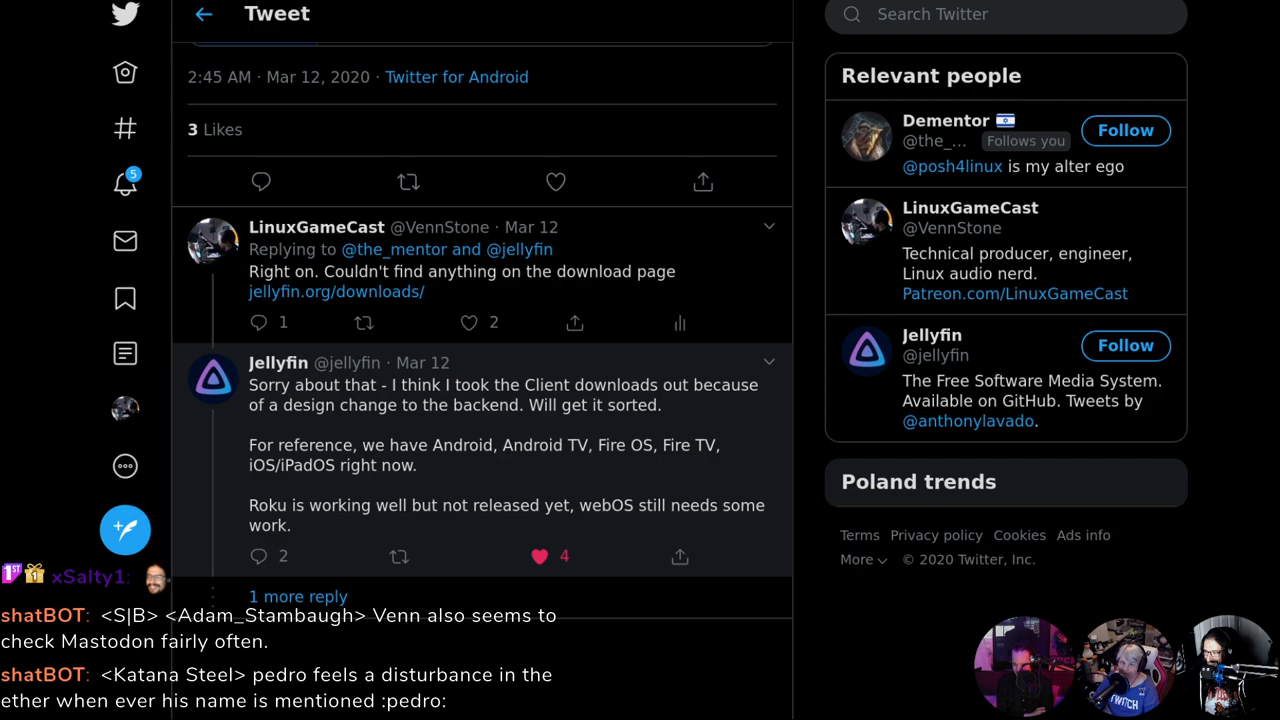 Tweet
Search Twitter
2:45 AM · Mar 12, 2020 · Twitter for Android
3 Likes
LinuxGameCast @VennStone · Mar 12
Replying to @the_mentor and @jellyfin
Right on. Couldn't find anything on the download page
jellyfin.org/downloads/
1
2
Jellyfin @jellyfin · Mar 12
Sorry about that - I think I took the Client downloads out because
of a design change to the backend. Will get it sorted.
For reference, we have Android, Android TV, Fire OS, Fire TV,
iOS/iPadOS right now.
Roku is working well but not released yet, webOS still needs some
work.
2
4
1 more reply
5
Relevant people
Dementor
@the_... Follows you
Follow
@posh4linux is my alter ego
LinuxGameCast
@VennStone
Technical producer, engineer,
Linux audio nerd.
Patreon.com/LinuxGameCast
Jellyfin
@jellyfin
Follow
The Free Software Media System.
Available on GitHub. Tweets by
@anthonylavado.
Poland trends
Terms Privacy policy Cookies Ads info
More © 2020 Twitter, Inc.
1ST 1 xSalty1:
shatBOT: <S|B> <Adam_Stambaugh> Venn also seems to
check Mastodon fairly often.
shatBOT: <Katana Steel> pedro feels a disturbance in the
ether when ever his name is mentioned :pedro:
TWITCH